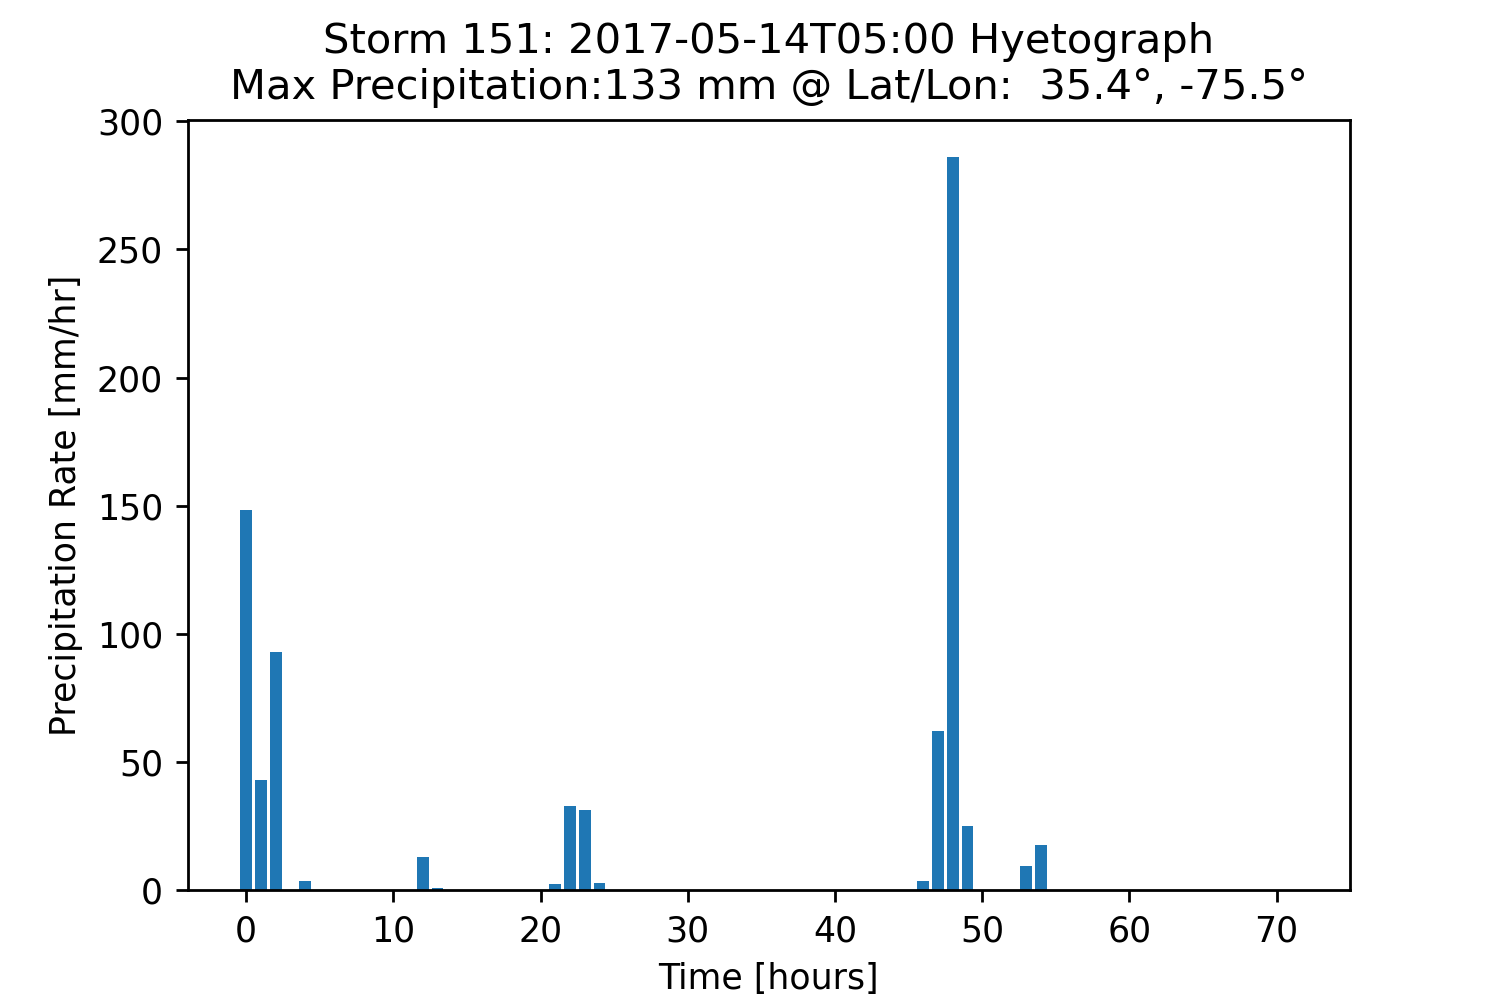 Storm 151: 2017-05-14T05:00 Hyetograph
Max Precipitation:133 mm @ Lat/Lon:  35.4°, -75.5°
300
250
200
150
100
50
0
Precipitation Rate [mm/hr]
0 10 20 30 40 50 60 70
Time [hours]